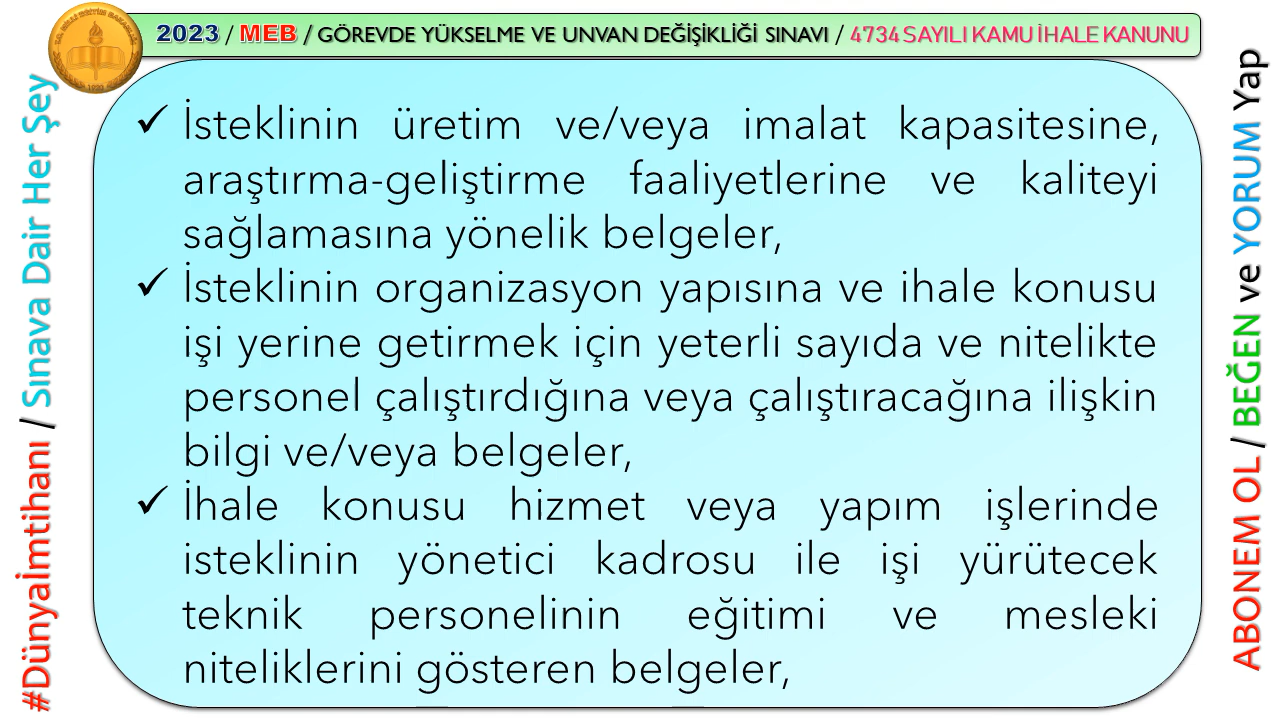 2023 / MEB / GÖREVDE YÜKSELME VE UNVAN DEĞİŞİKLİĞİ SINAVI / 4734 SAYILI KAMU İHALE KANUNU
#Dünyaİmtihanı / Sınava Dair Her Şey
✓ İsteklinin üretim ve/veya imalat kapasitesine,
araştırma-geliştirme faaliyetlerine ve kaliteyi
sağlamasına yönelik belgeler,
✓ İsteklinin organizasyon yapısına ve ihale konusu
işi yerine getirmek için yeterli sayıda ve nitelikte
personel çalıştırdığına veya çalıştıracağına ilişkin
bilgi ve/veya belgeler,
✓ İhale konusu hizmet veya yapım işlerinde
isteklinin yönetici kadrosu ile işi yürütecek
teknik personelinin eğitimi ve mesleki
niteliklerini gösteren belgeler,
ABONEM OL / BEĞEN ve YORUM Yap